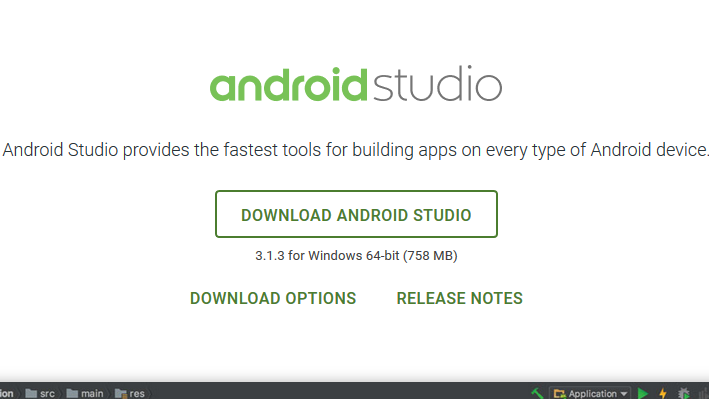 androidstudio
Android Studio provides the fastest tools for building apps on every type of Android device.
DOWNLOAD ANDROID STUDIO
3.1.3 for Windows 64-bit (758 MB)
DOWNLOAD OPTIONS RELEASE NOTES
ion src main res Application